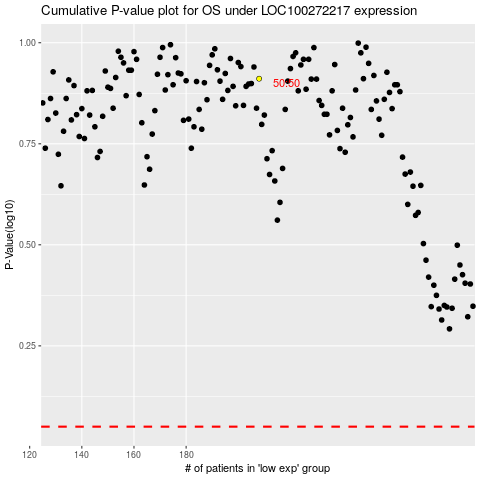 Cumulative P-value plot for OS under LOC100272217 expression
1.00
50:50
0.75
0.50
0.25
P-Value(log10)
120 140 160 180
# of patients in 'low exp' group